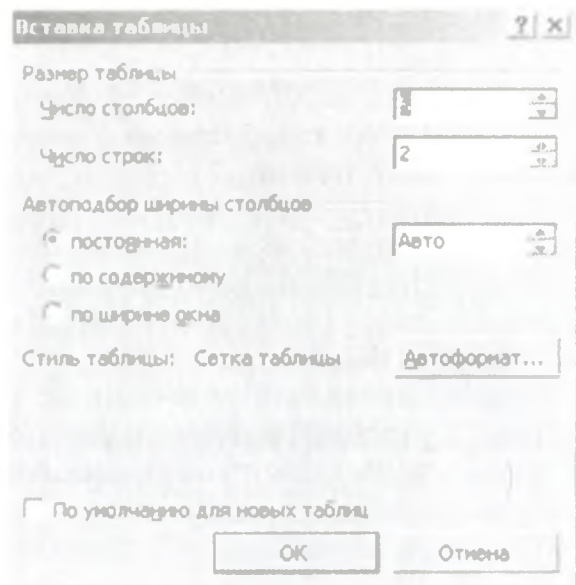 Вставка таблицы
Размер таблицы
Число столбцов:
Число строк: 2
Автоподбор ширины столбцов
постоянная: Авто
по содержимому
по ширине окна
Стиль таблицы: Сетка таблицы Автоформат...
По умолчанию для новых таблиц
ОК Отмена